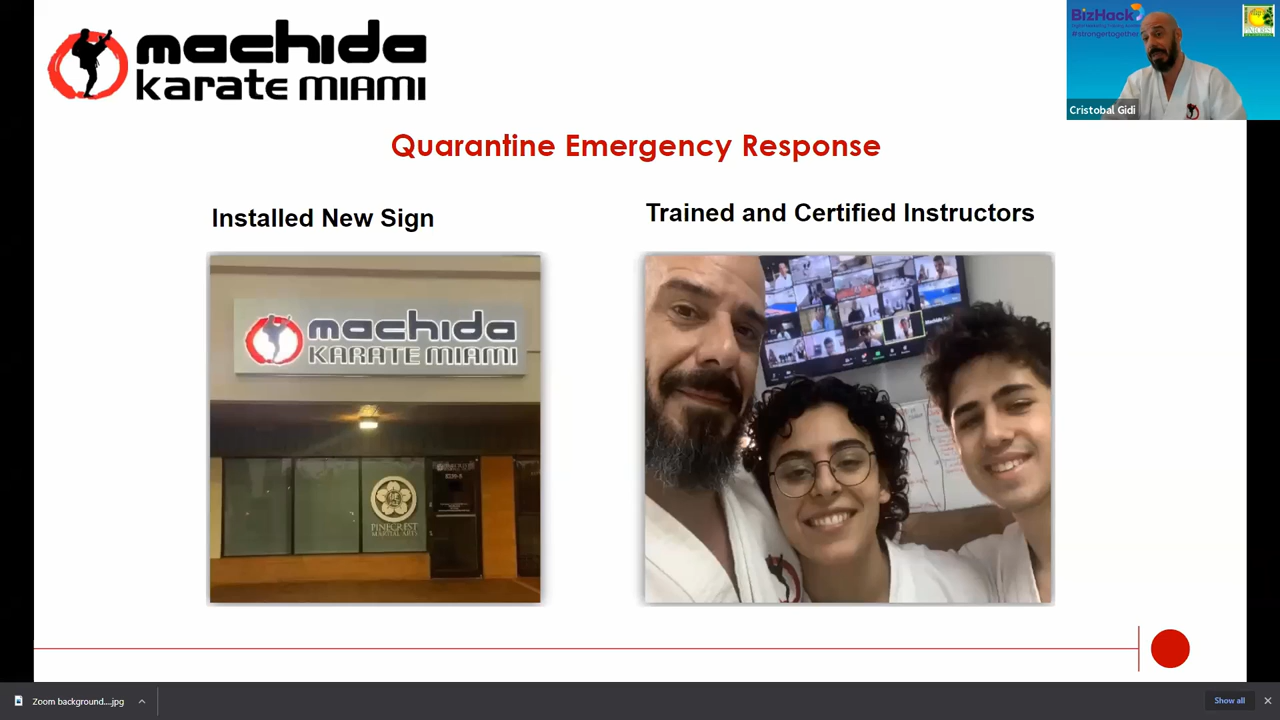 machida
karate MIAMI
BizHack
#strongertogether
Cristobal Gidi
Quarantine Emergency Response
Installed New Sign
Trained and Certified Instructors
machida
KARATE MIAMI
PINECREST
MARTIAL ARTS
Zoom background....jpg
Show all